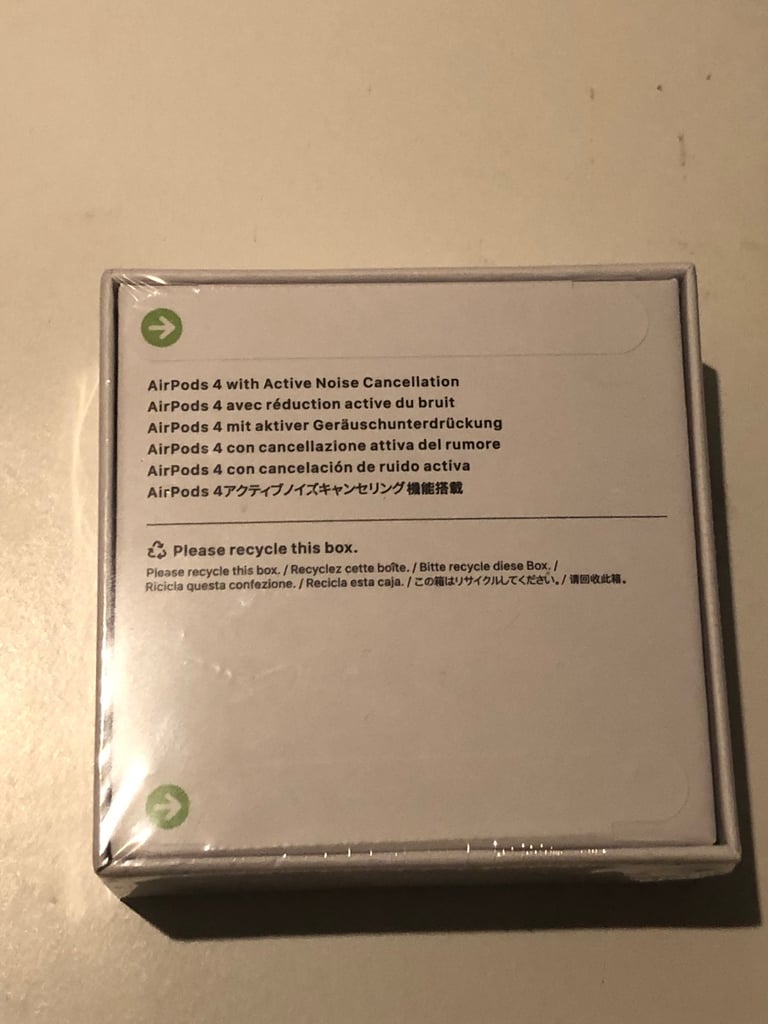 AirPods 4 with Active Noise Cancellation
AirPods 4 avec réduction active du bruit
AirPods 4 mit aktiver Geräuschunterdrückung
AirPods 4 con cancellazione attiva del rumore
AirPods 4 con cancelación de ruido activa
AirPods 4アクティブノイズキャンセリング機能搭載
Please recycle this box.
Please recycle this box. / Recyclez cette boîte. / Bitte recycle diese Box. /
Ricicla questa confezione. / Recicla esta caja. / この箱はリサイクルしてください。/ 请回收此箱。